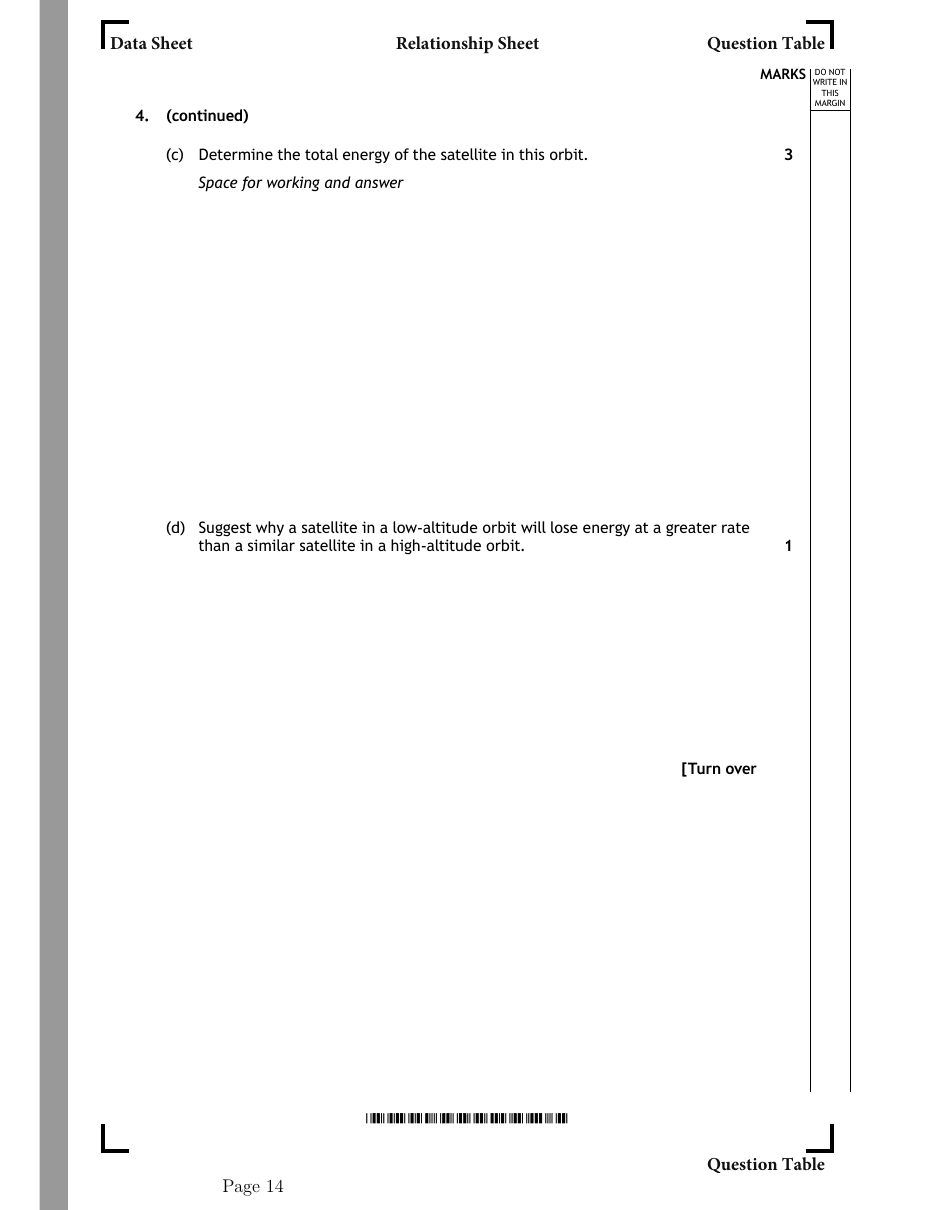 Data Sheet Relationship Sheet Question Table
MARKS
DO NOT
WRITE IN
THIS
MARGIN
4. (continued)
(c) Determine the total energy of the satellite in this orbit. 3
Space for working and answer
(d) Suggest why a satellite in a low-altitude orbit will lose energy at a greater rate
than a similar satellite in a high-altitude orbit. 1
[Turn over
Question Table
Page 14